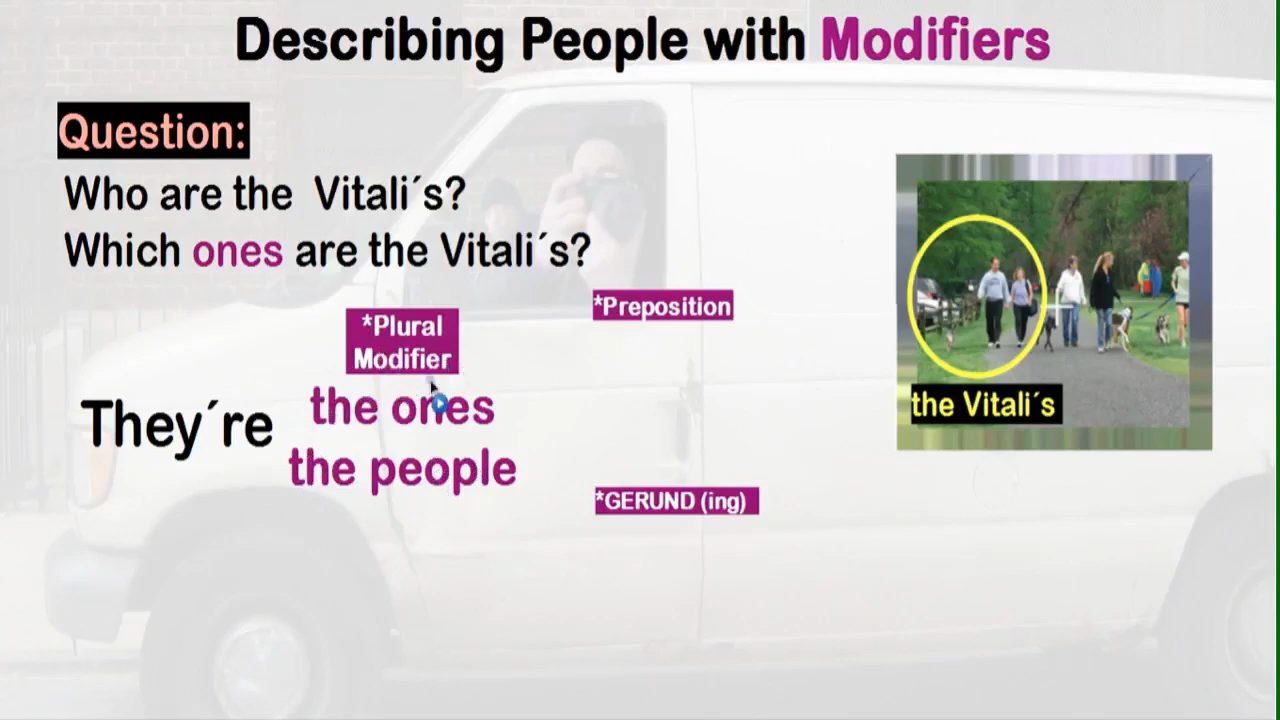 Describing People with Modifiers
Question:
Who are the Vitali´s?
Which ones are the Vitali´s?
*Preposition
*Plural
Modifier
They´re
the ones
the people
*GERUND (ing)
the Vitali´s